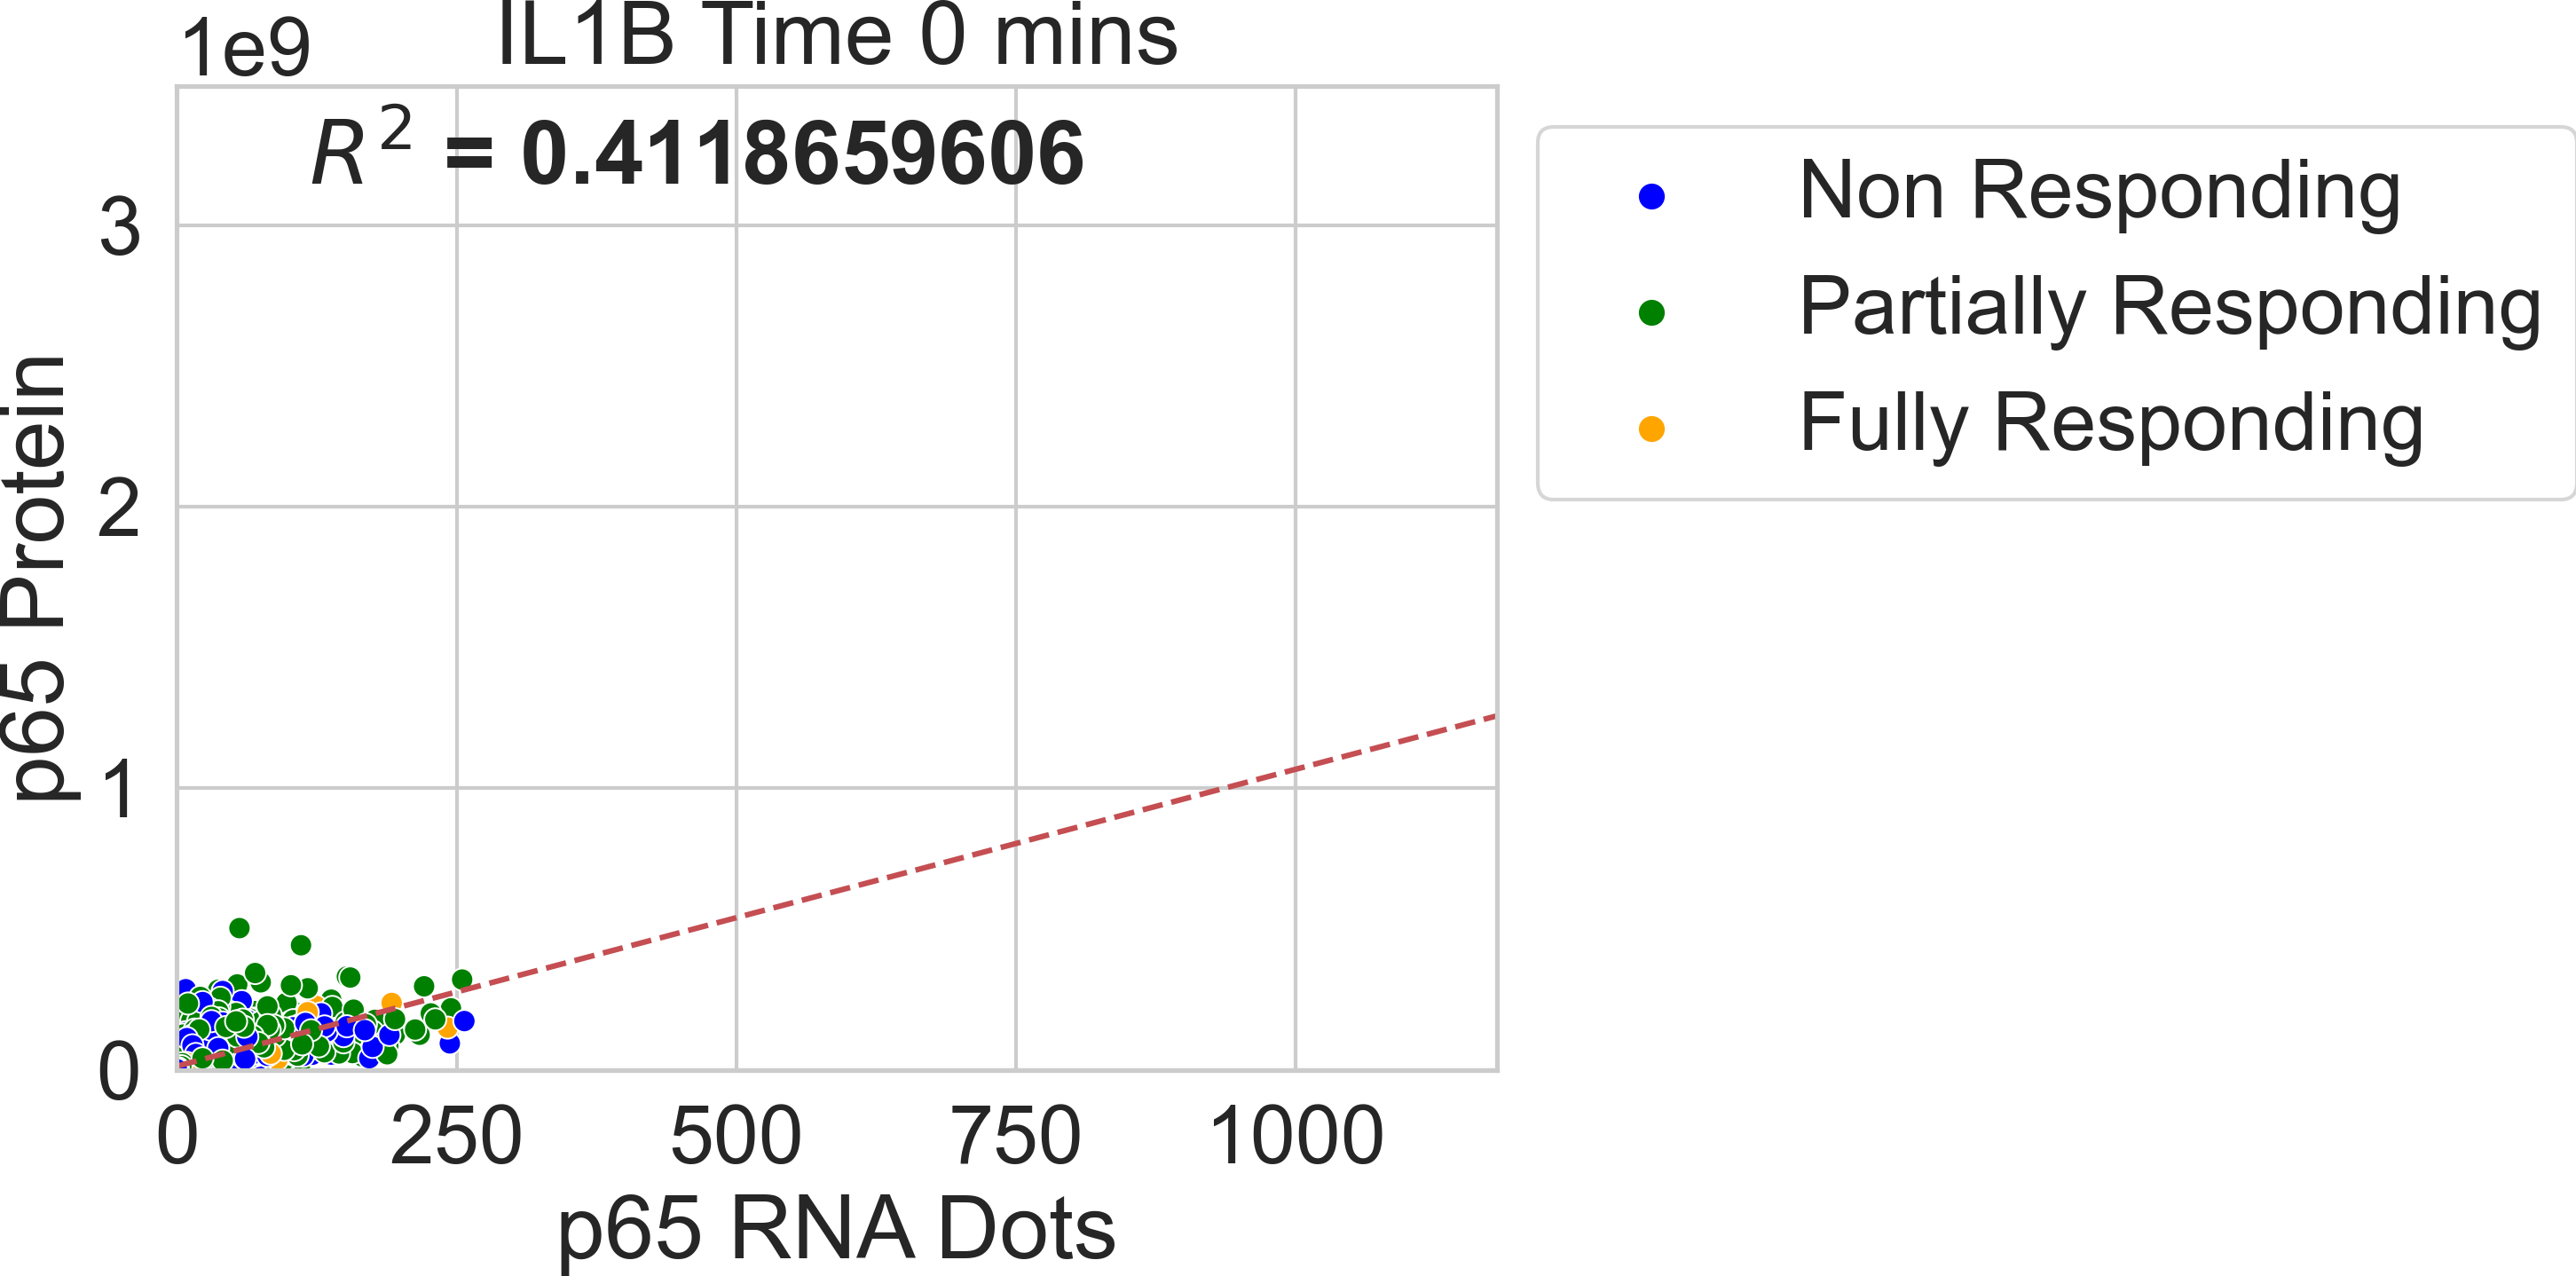 IL1B Time 0 mins
1e9
R² = 0.4118659606
3
2
1
0
p65 Protein
0 250 500 750 1000
p65 RNA Dots
Non Responding
Partially Responding
Fully Responding